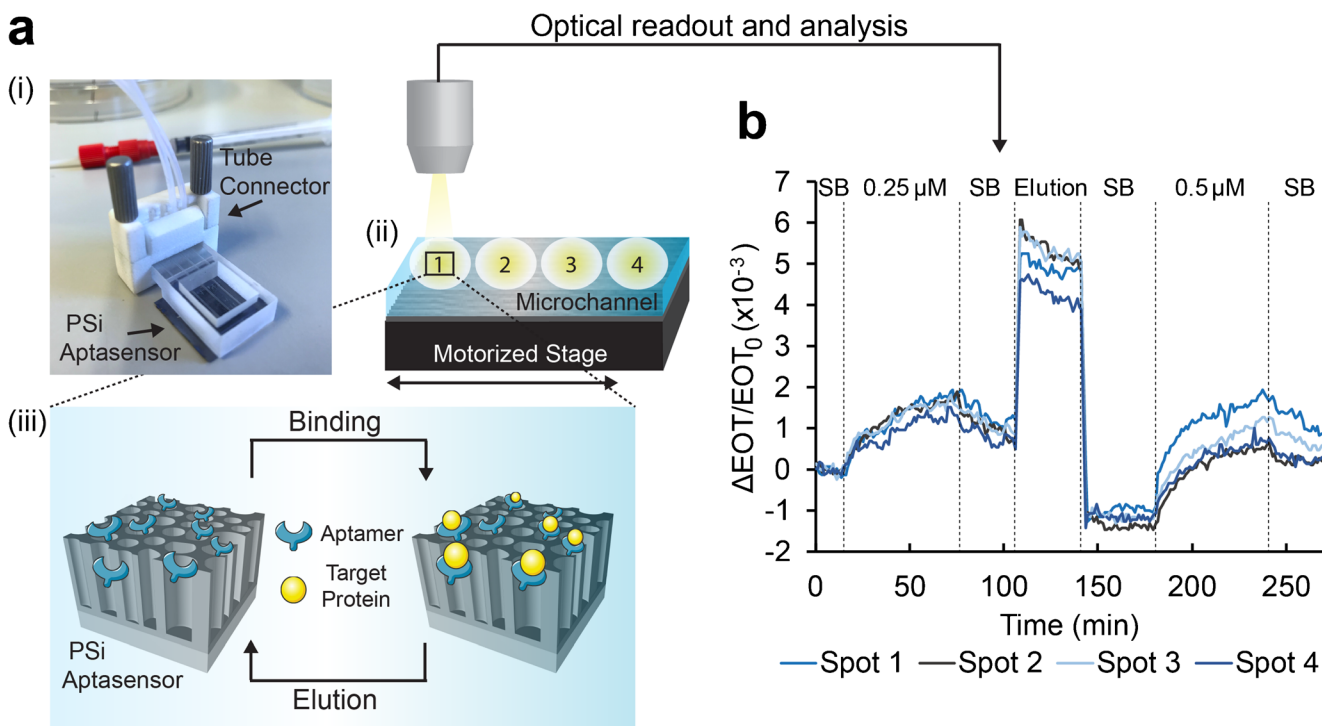 a
Optical readout and analysis
(i)
Tube
Connector
PSi
Aptasensor
(ii)
1 2 3 4
Microchannel
Motorized Stage
(iii)
Binding
Aptamer
Target
Protein
PSi
Aptasensor
Elution
b
SB 0.25 µM SB Elution SB 0.5 µM SB
ΔEOT/EOT₀ (x10⁻³)
7
6
5
4
3
2
1
0
-1
-2
0 50 100 150 200 250
Time (min)
Spot 1 Spot 2 Spot 3 Spot 4